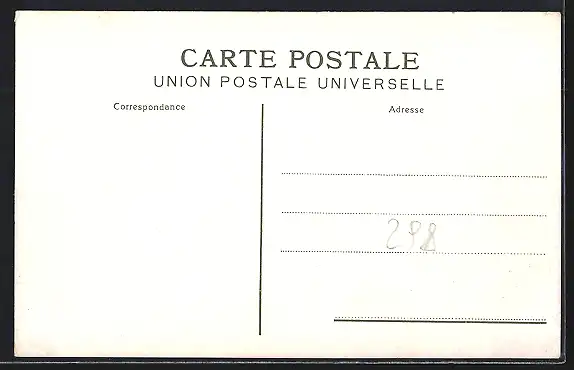 CARTE POSTALE
UNION POSTALE UNIVERSELLE
Correspondance
Adresse
298